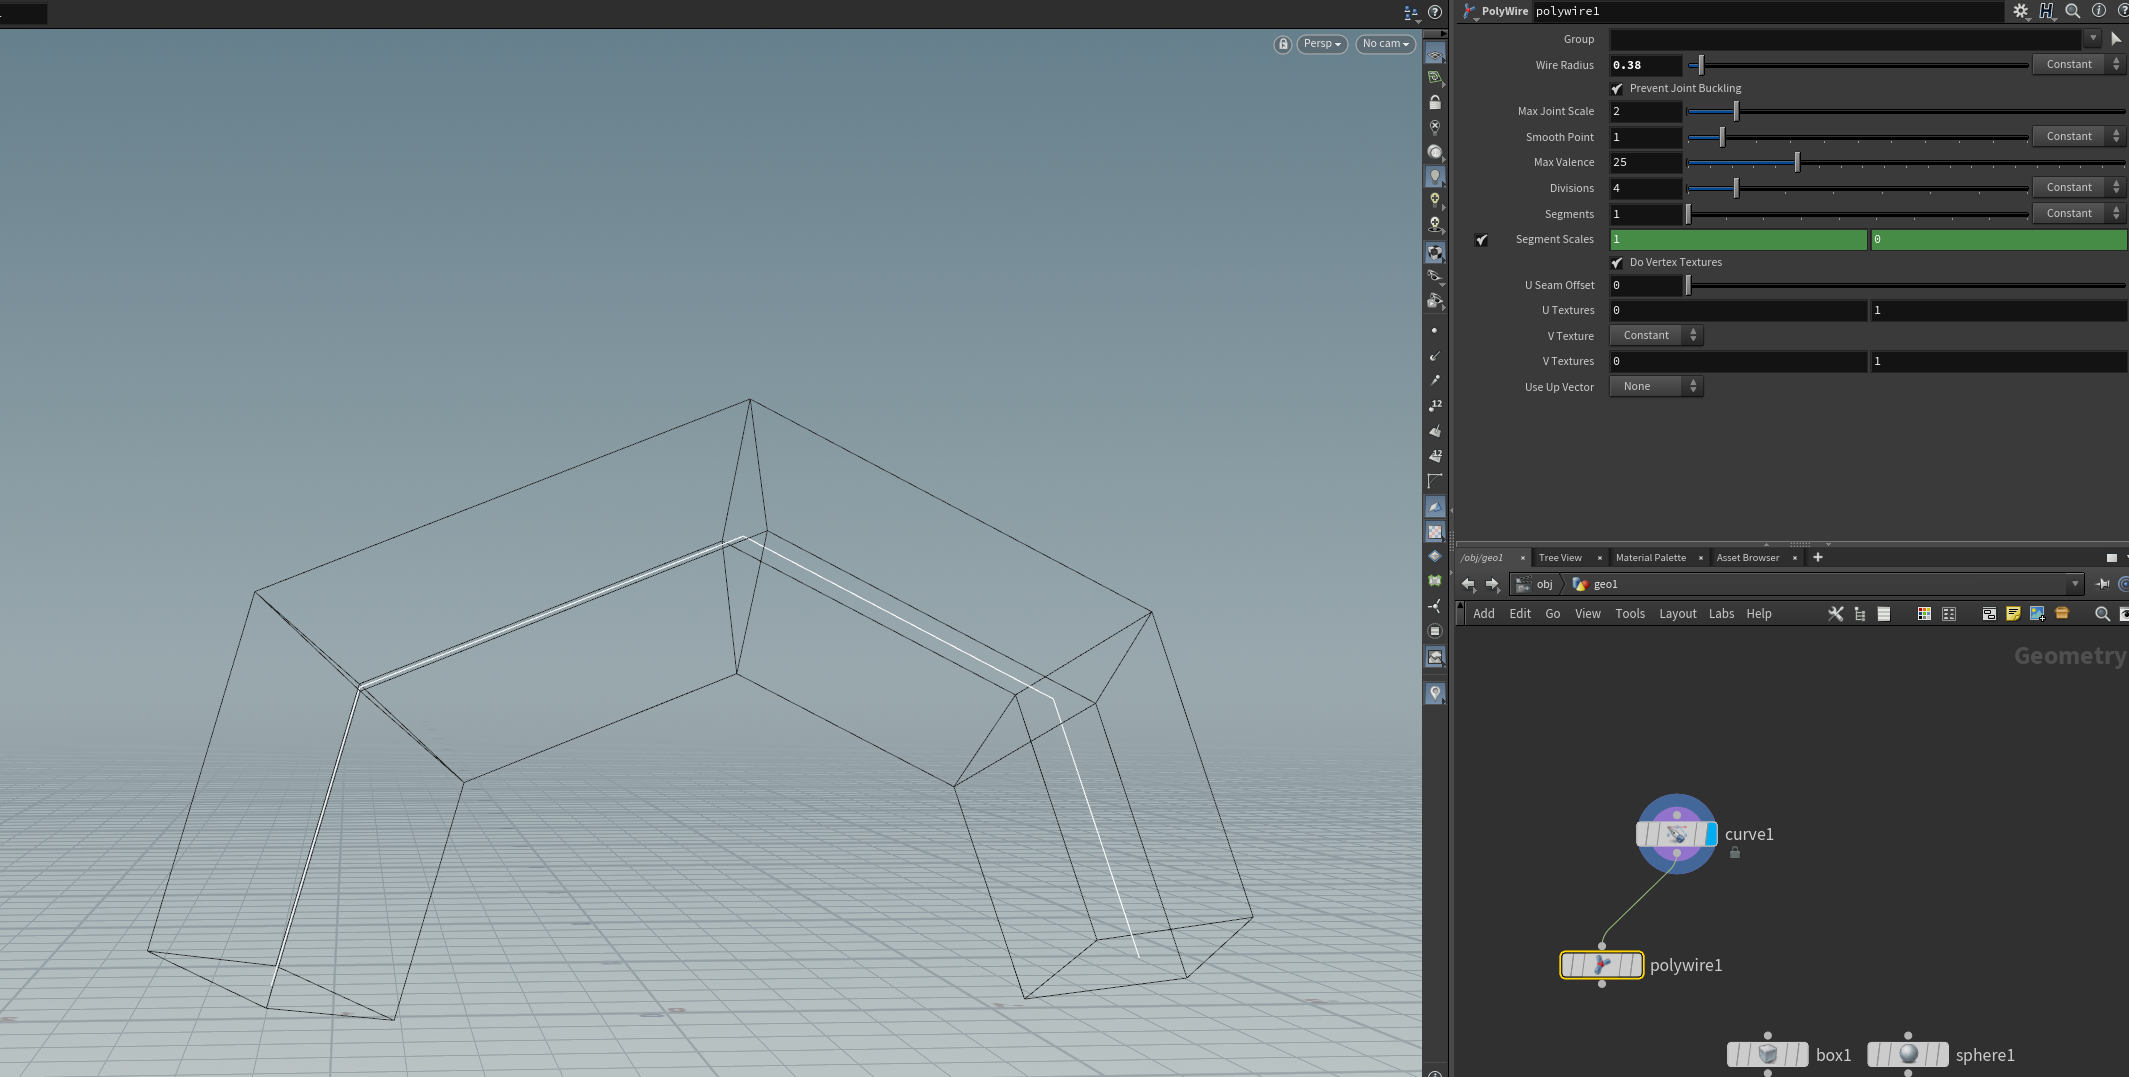 PolyWire polywire1
Persp No cam
Group
Wire Radius 0.38 Constant
Prevent Joint Buckling
Max Joint Scale 2
Smooth Point 1 Constant
Max Valence 25
Divisions 4 Constant
Segments 1 Constant
Segment Scales 1 0
Do Vertex Textures
U Seam Offset 0
U Textures 0 1
V Texture Constant
V Textures 0 1
Use Up Vector None
12
12
/obj/geo1 Tree View Material Palette Asset Browser
obj geo1
Add Edit Go View Tools Layout Labs Help
Geometry
curve1
polywire1
box1 sphere1